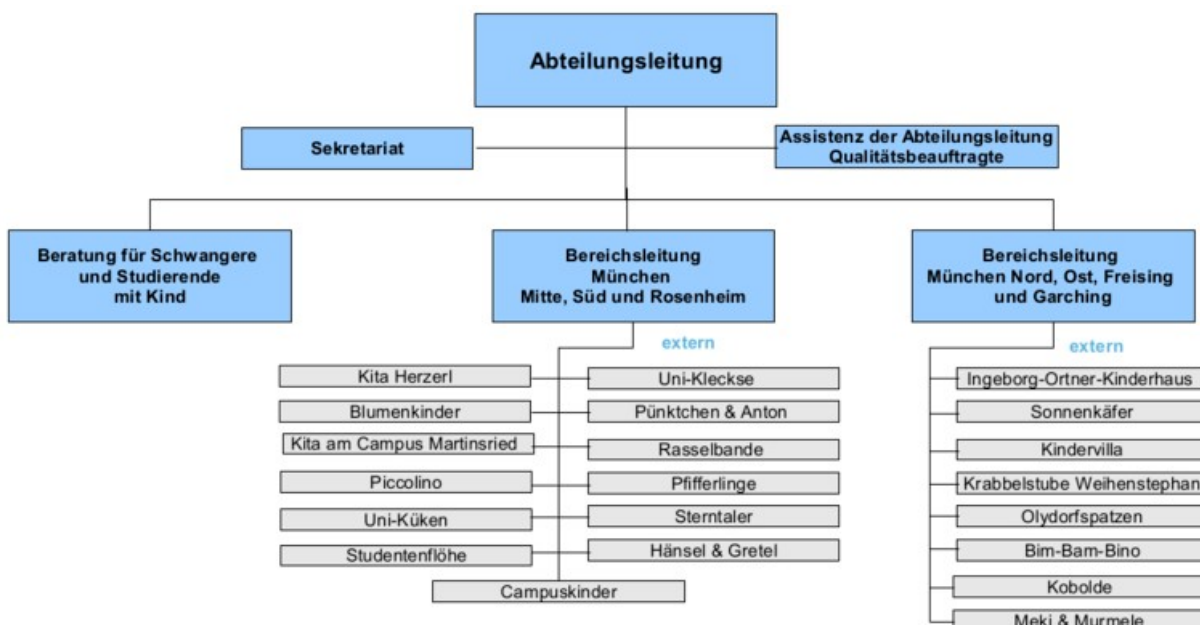 Abteilungsleitung
Sekretariat
Assistenz der Abteilungsleitung
Qualitätsbeauftragte
Beratung für Schwangere
und Studierende
mit Kind
Bereichsleitung
München
Mitte, Süd und Rosenheim
Bereichsleitung
München Nord, Ost, Freising
und Garching
extern
Kita Herzerl
Uni-Kleckse
Blumenkinder
Pünktchen & Anton
Kita am Campus Martinsried
Rasselbande
Piccolino
Pfifferlinge
Uni-Küken
Sterntaler
Studentenflöhe
Hänsel & Gretel
Campuskinder
extern
Ingeborg-Ortner-Kinderhaus
Sonnenkäfer
Kindervilla
Krabbelstube Weihenstephan
Olydorfspatzen
Bim-Bam-Bino
Kobolde
Meki & Murmele